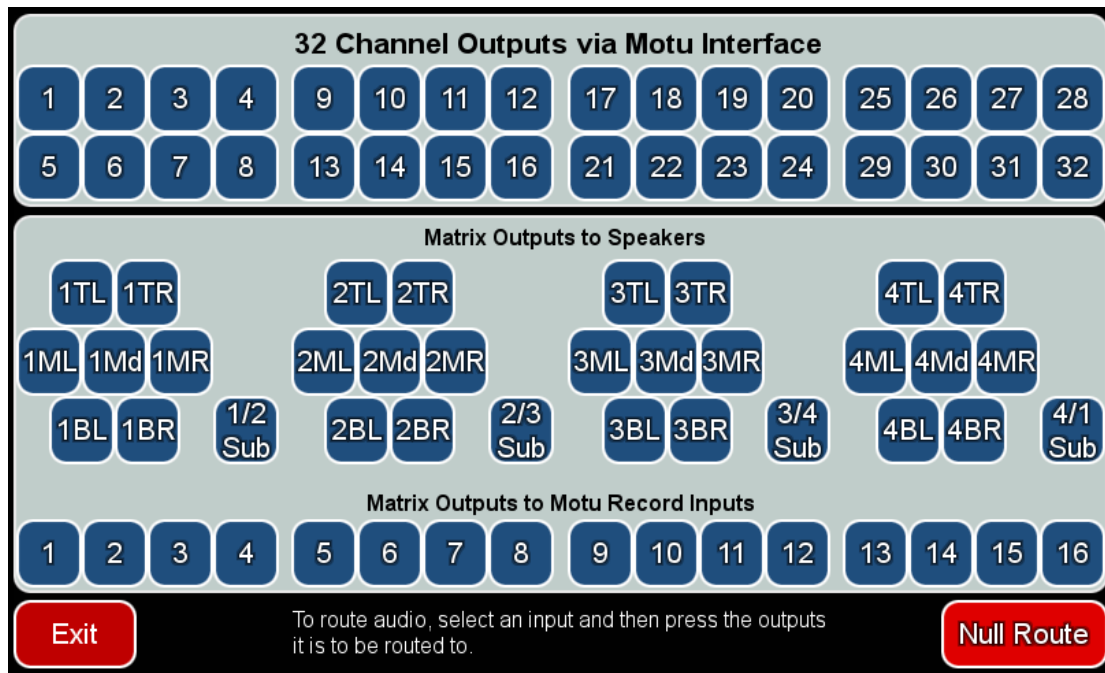 32 Channel Outputs via Motu Interface
1 2 3 4 9 10 11 12 17 18 19 20 25 26 27 28
5 6 7 8 13 14 15 16 21 22 23 24 29 30 31 32
Matrix Outputs to Speakers
1TL 1TR 2TL 2TR 3TL 3TR 4TL 4TR
1ML 1Md 1MR 2ML 2Md 2MR 3ML 3Md 3MR 4ML 4Md 4MR
1BL 1BR 1/2 Sub 2BL 2BR 2/3 Sub 3BL 3BR 3/4 Sub 4BL 4BR 4/1 Sub
Matrix Outputs to Motu Record Inputs
1 2 3 4 5 6 7 8 9 10 11 12 13 14 15 16
Exit
To route audio, select an input and then press the outputs
it is to be routed to.
Null Route